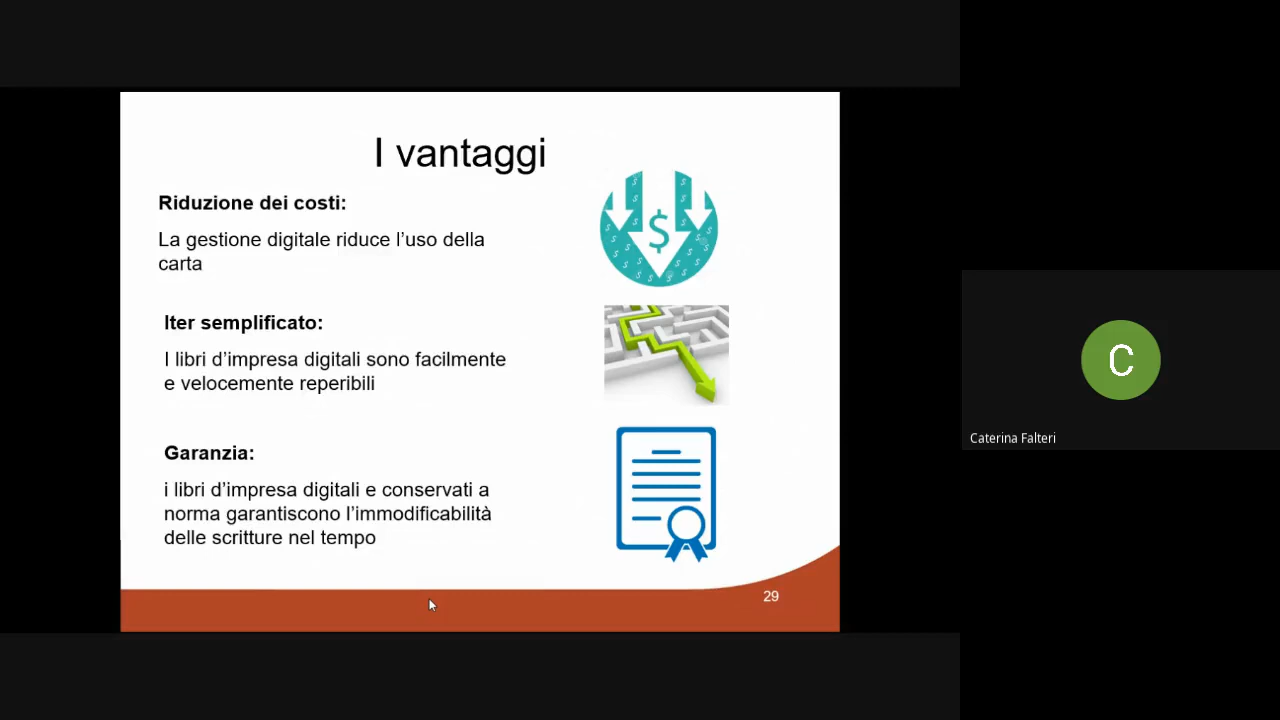 I vantaggi
Riduzione dei costi:
La gestione digitale riduce l’uso della
carta
$
Iter semplificato:
I libri d’impresa digitali sono facilmente
e velocemente reperibili
Garanzia:
i libri d’impresa digitali e conservati a
norma garantiscono l’immodificabilità
delle scritture nel tempo
29
C
Caterina Falteri